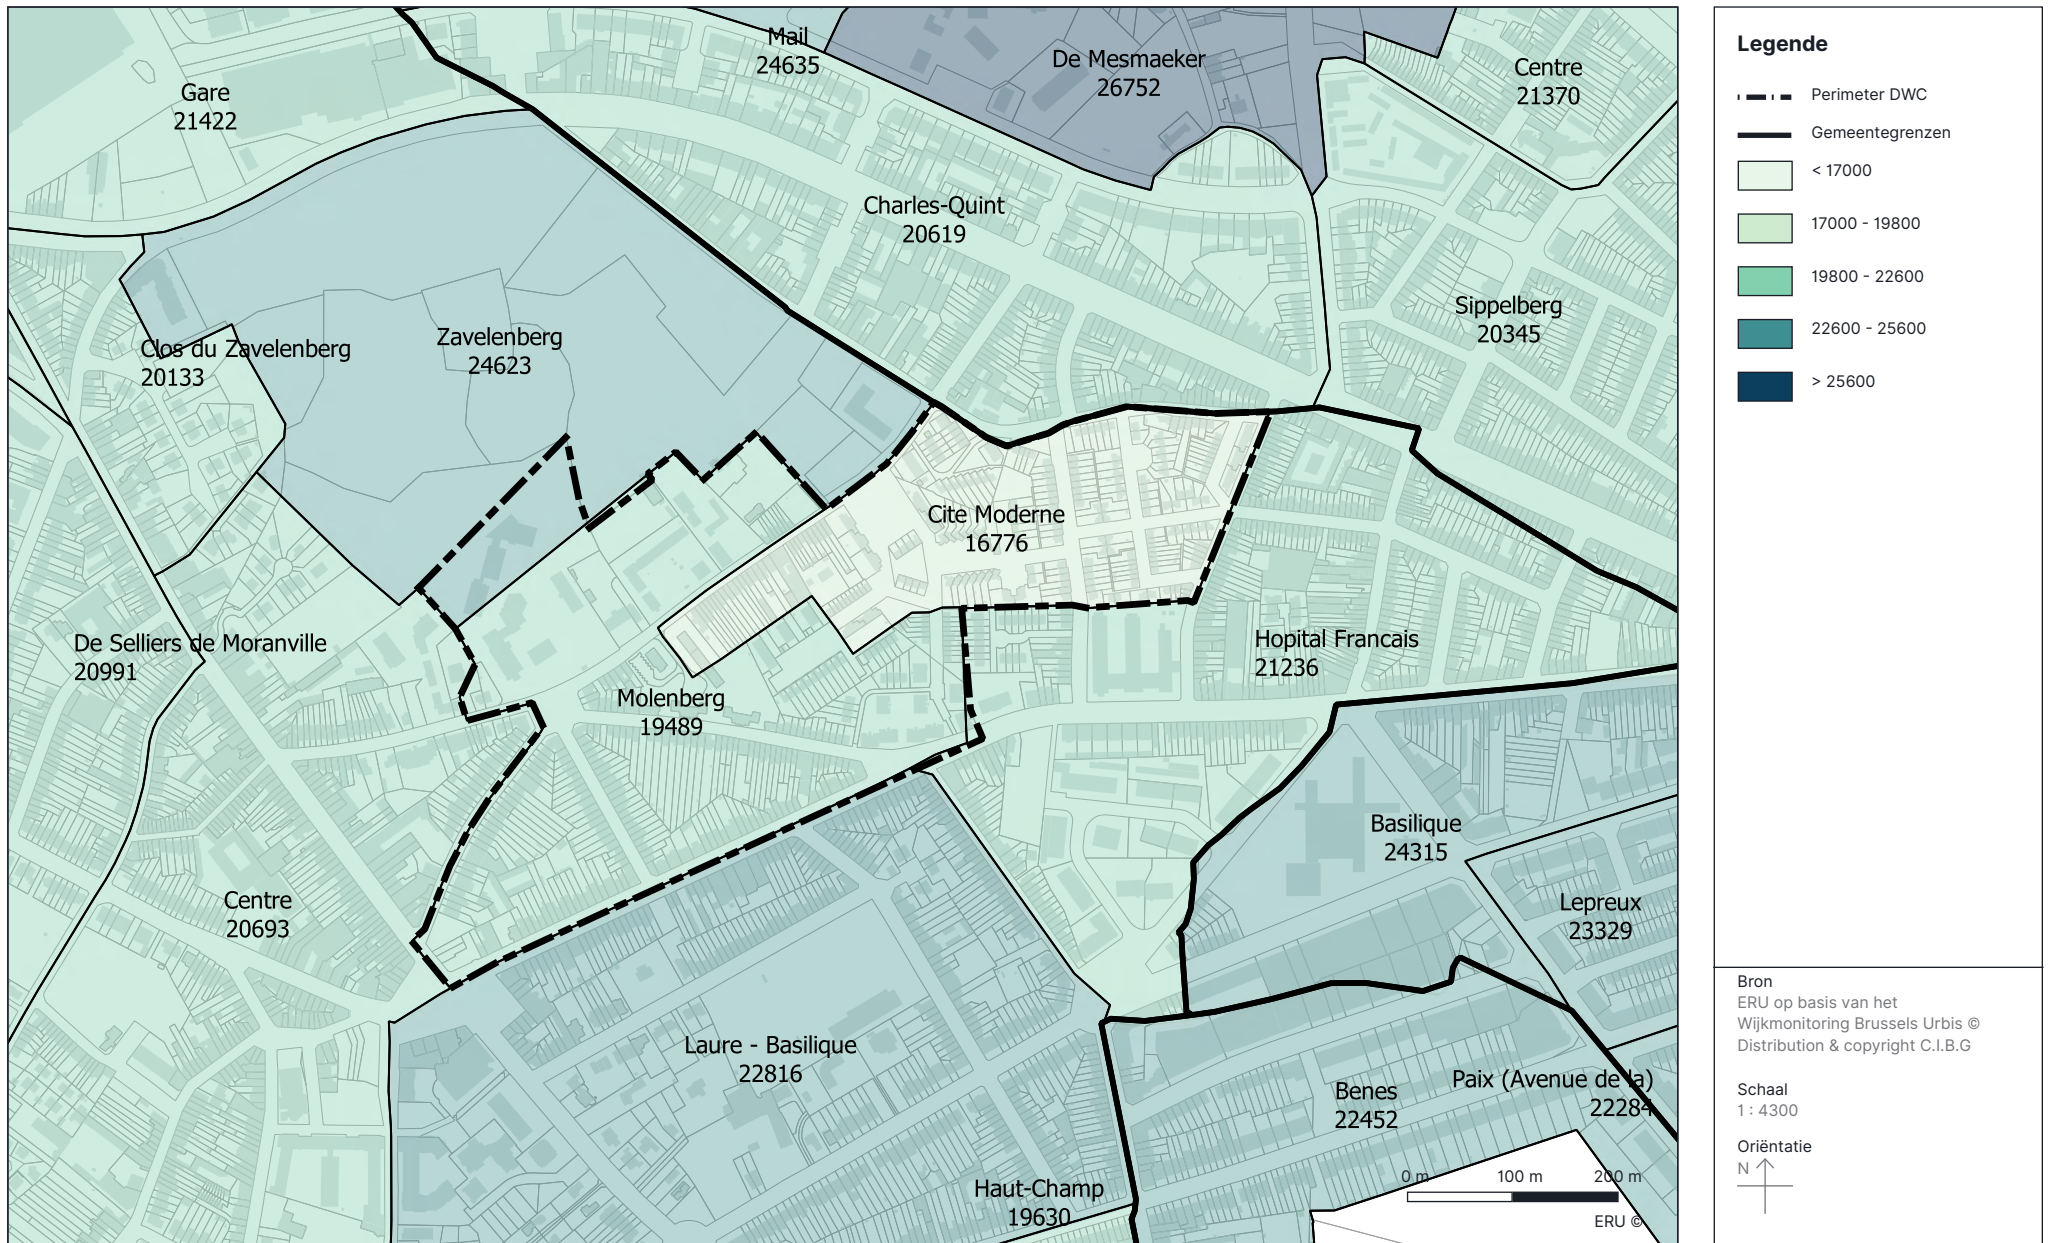 Mail
24635
De Mesmaeker
26752
Centre
21370
Gare
21422
Charles-Quint
20619
Sippelberg
20345
Zavelenberg
24623
Clos du Zavelenberg
20133
Cite Moderne
16776
De Selliers de Moranville
20991
Hopital Francais
21236
Molenberg
19489
Basilique
24315
Lepreux
23329
Centre
20693
Laure - Basilique
22816
Benes
22452
Paix (Avenue de la)
22284
Haut-Champ
19630
0 m 100 m 200 m
ERU ©
Legende
Perimeter DWC
Gemeentegrenzen
< 17000
17000 - 19800
19800 - 22600
22600 - 25600
> 25600
Bron
ERU op basis van het
Wijkmonitoring Brussels Urbis ©
Distribution & copyright C.I.B.G
Schaal
1 : 4300
Oriëntatie
N